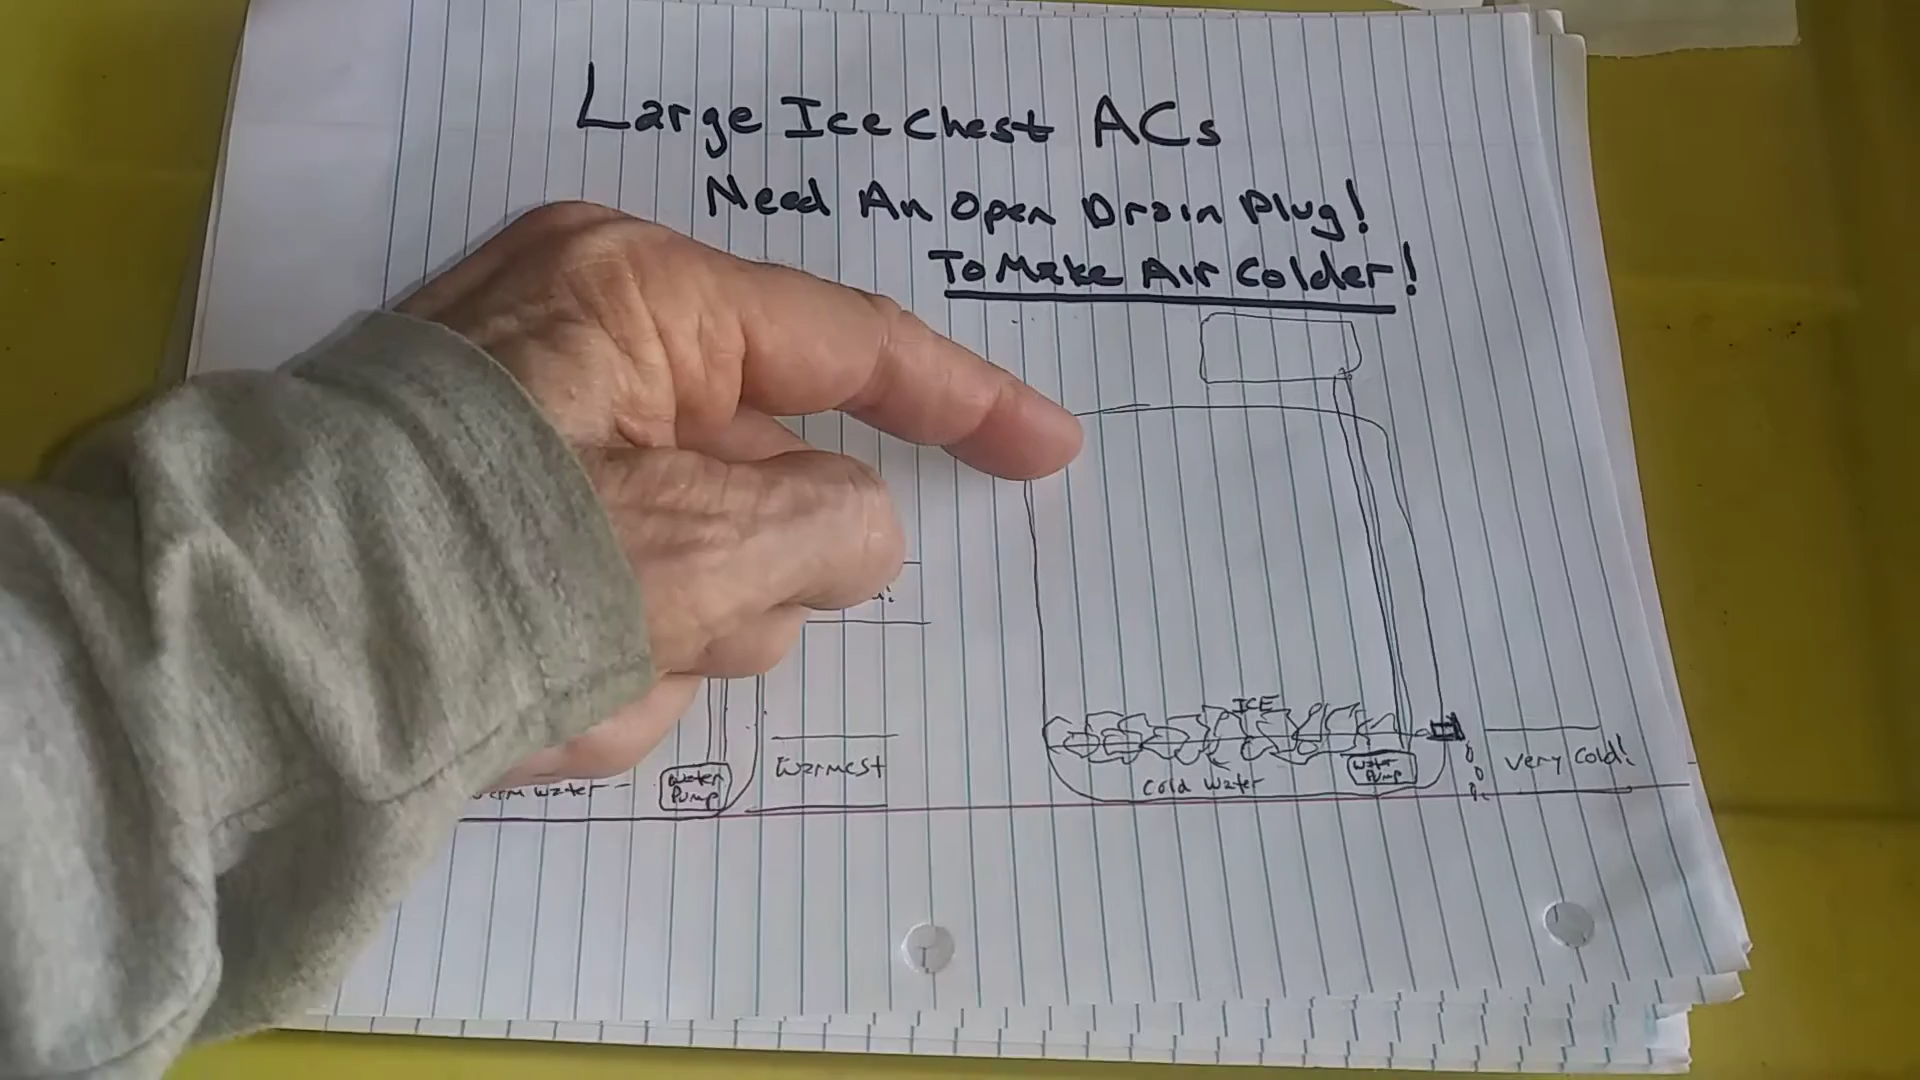 Large Ice Chest ACs
Need An Open Drain Plug!
To Make Air Colder!
Warmest
Water Pump
water
ICE
Cold Water
Water Pump
Very Cold!